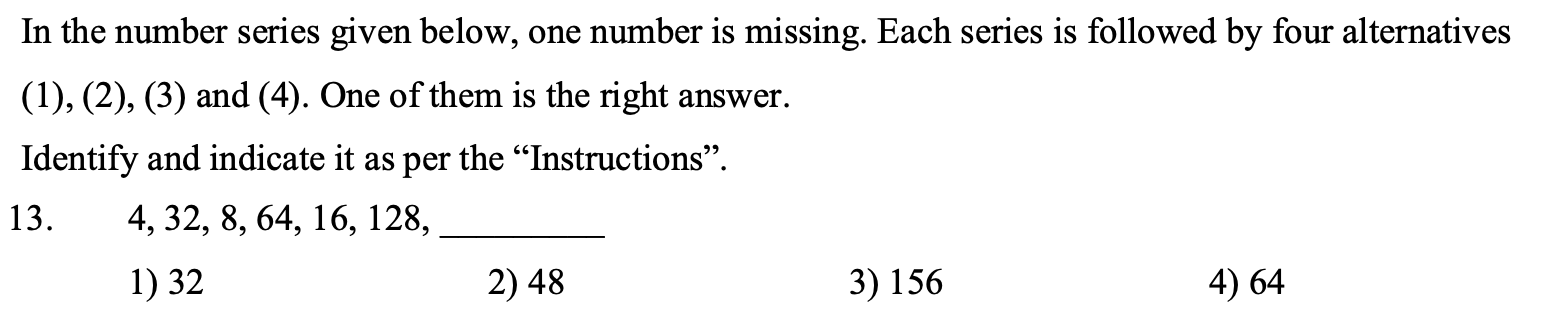 In the number series given below, one number is missing. Each series is followed by four alternatives
(1), (2), (3) and (4). One of them is the right answer.
Identify and indicate it as per the “Instructions”.
13. 4, 32, 8, 64, 16, 128, _________
1) 32 2) 48 3) 156 4) 64